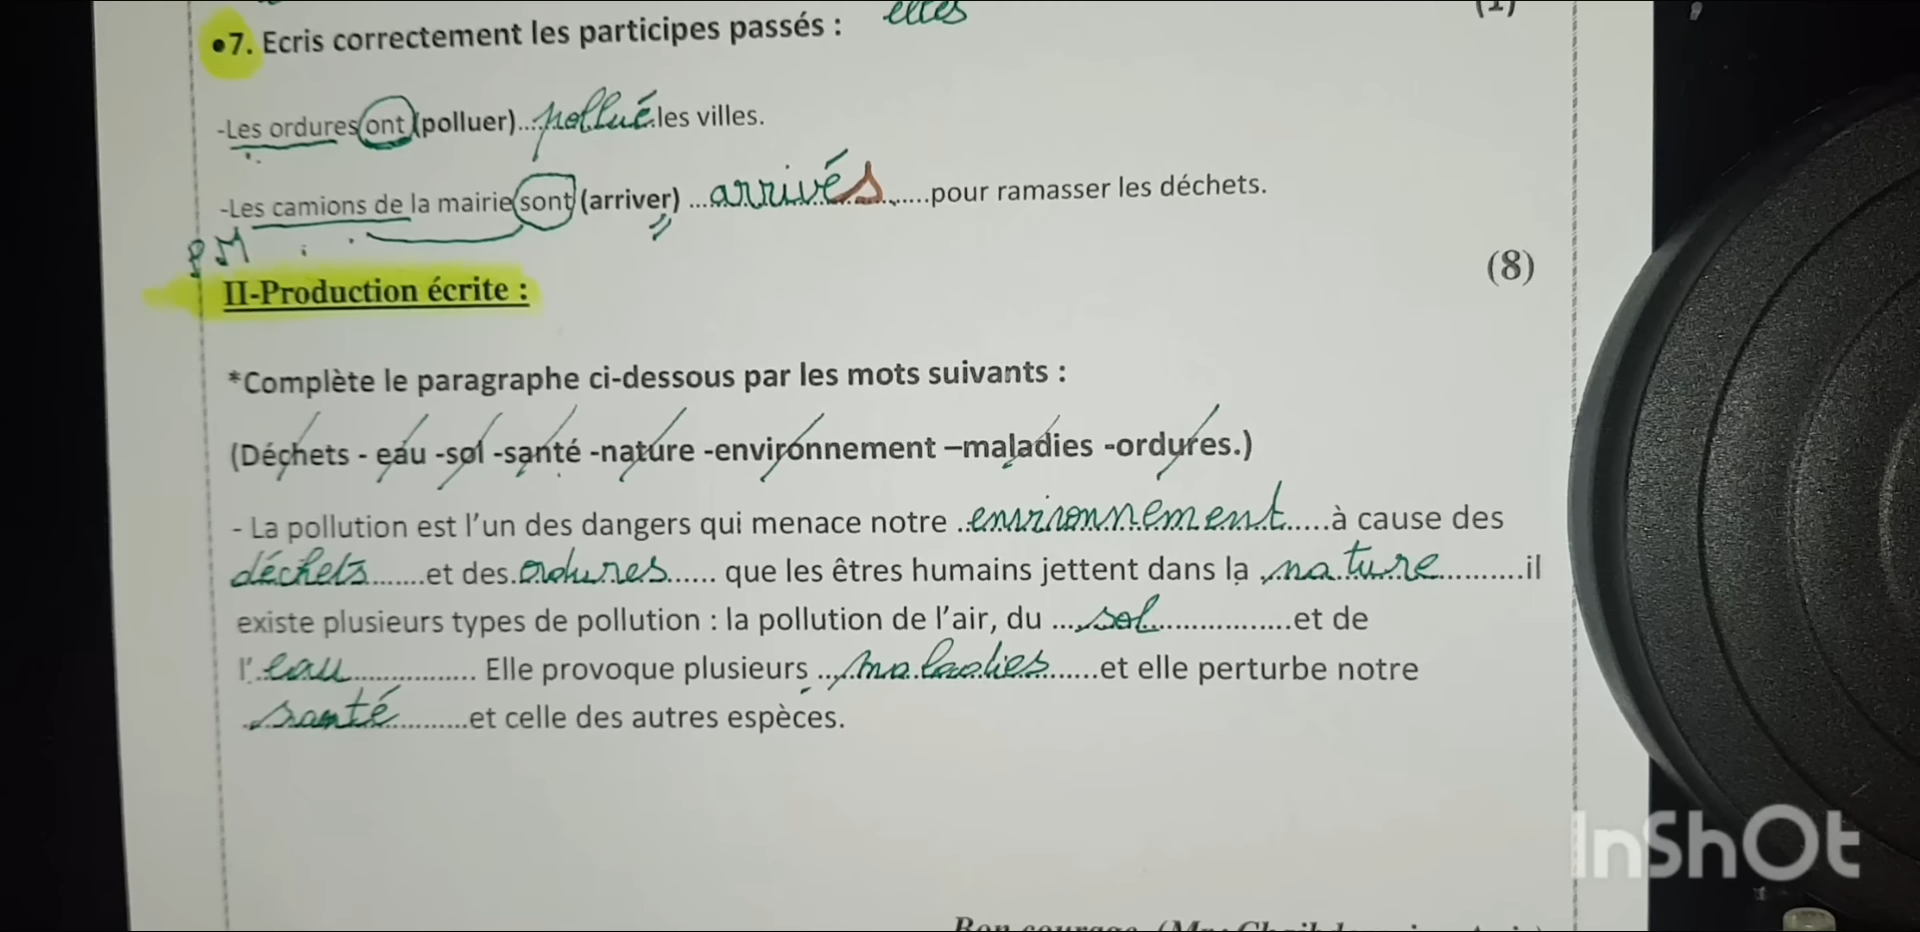 elles
(1)
●7. Ecris correctement les participes passés :
-Les ordures ont (polluer)....pollué.les villes.
-Les camions de la mairie sont (arriver) ...arrivés......pour ramasser les déchets.
PM
II-Production écrite :
(8)
*Complète le paragraphe ci-dessous par les mots suivants :
(Déchets - eau -sol -santé -nature -environnement –maladies -ordures.)
- La pollution est l’un des dangers qui menace notre ..environnement.....à cause des
déchets.......et des.ordures...... que les êtres humains jettent dans la .nature..........il
existe plusieurs types de pollution : la pollution de l’air, du ....sol................et de
l’.eau............... Elle provoque plusieurs ...maladies......et elle perturbe notre
.santé.........et celle des autres espèces.
Bon courage
InShOt